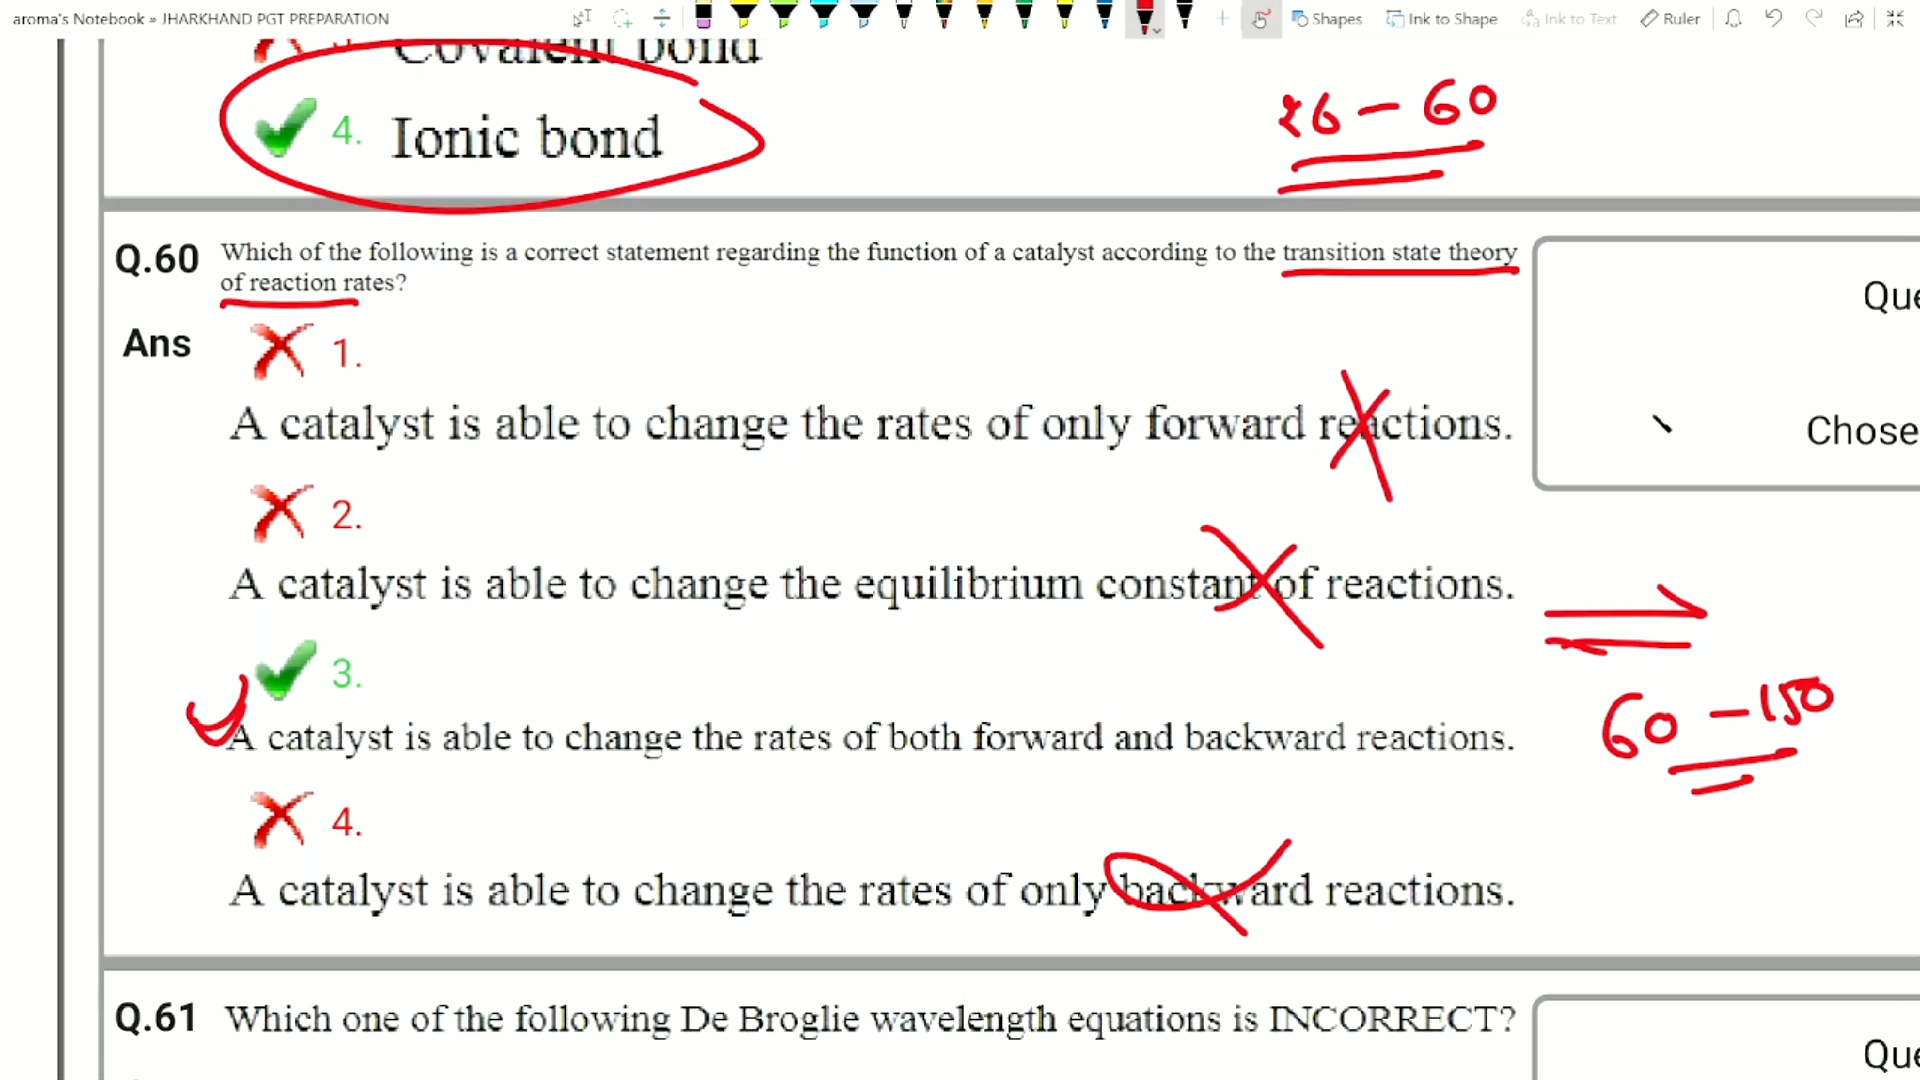 aroma's Notebook » JHARKHAND PGT PREPARATION
Shapes
Ink to Shape
Ink to Text
Ruler
Covalent bond
4. Ionic bond
26 – 60
Q.60 Which of the following is a correct statement regarding the function of a catalyst according to the transition state theory
of reaction rates?
Que
Ans 1.
A catalyst is able to change the rates of only forward reactions.
Chose
2.
A catalyst is able to change the equilibrium constant of reactions.
3.
A catalyst is able to change the rates of both forward and backward reactions.
60 – 150
4.
A catalyst is able to change the rates of only backward reactions.
Q.61 Which one of the following De Broglie wavelength equations is INCORRECT?
Que